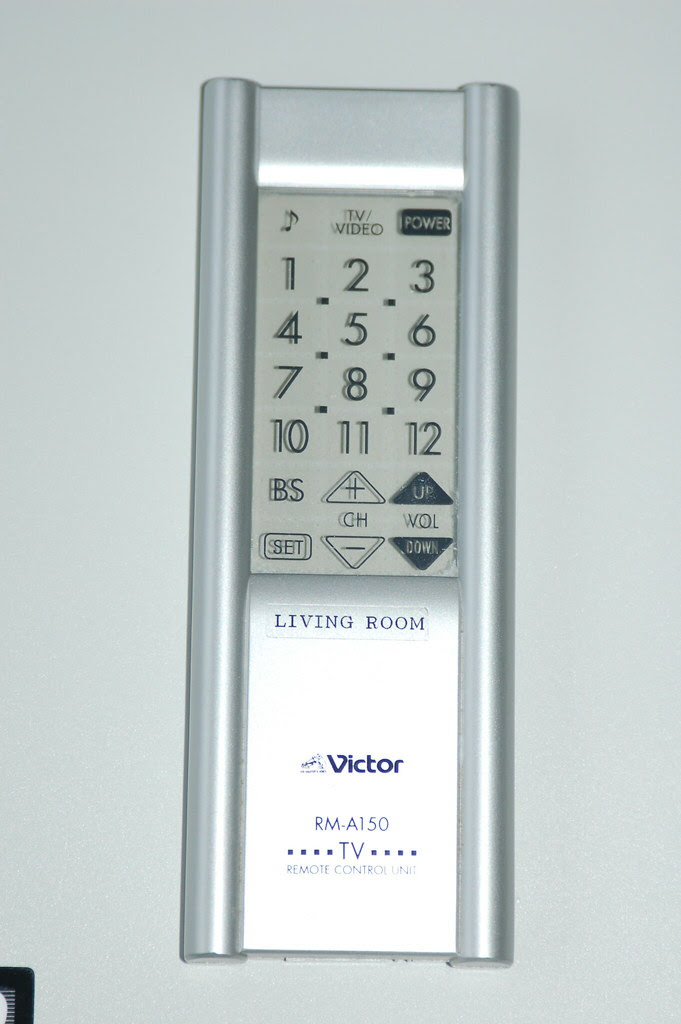 ♪ TV/VIDEO POWER
1 2 3
4 5 6
7 8 9
10 11 12
BS + UP
CH VOL
SET − DOWN
LIVING ROOM
Victor
RM-A150
TV
REMOTE CONTROL UNIT